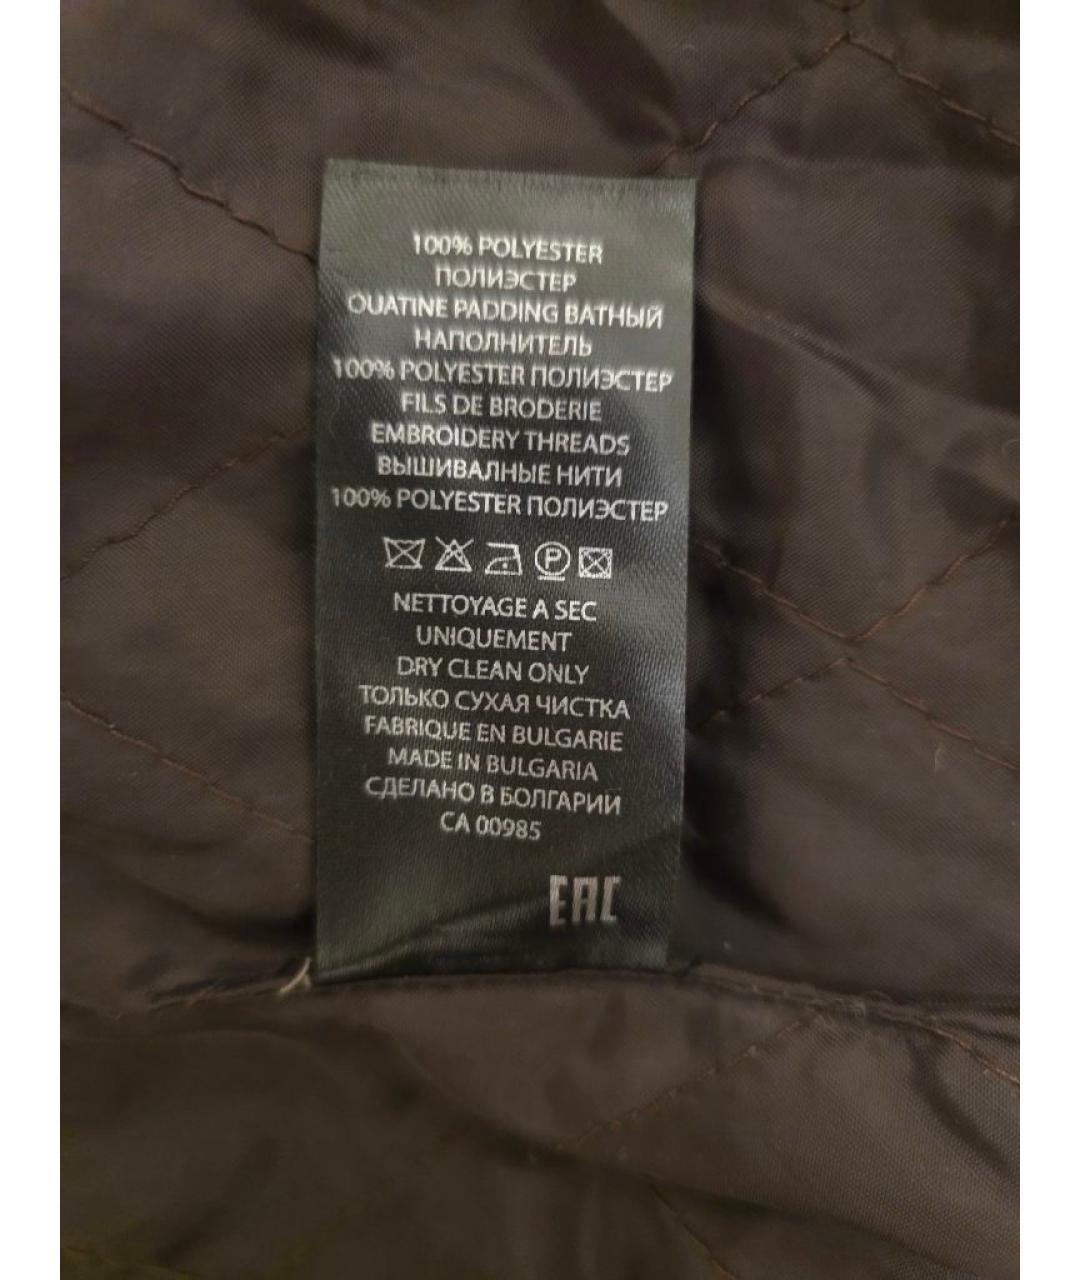 100% POLYESTER
ПОЛИЭСТЕР
OUATINE PADDING ВАТНЫЙ
НАПОЛНИТЕЛЬ
100% POLYESTER ПОЛИЭСТЕР
FILS DE BRODERIE
EMBROIDERY THREADS
ВЫШИВАЛНЫЕ НИТИ
100% POLYESTER ПОЛИЭСТЕР
P
NETTOYAGE A SEC
UNIQUEMENT
DRY CLEAN ONLY
ТОЛЬКО СУХАЯ ЧИСТКА
FABRIQUE EN BULGARIE
MADE IN BULGARIA
СДЕЛАНО В БОЛГАРИИ
CA 00985
EAC